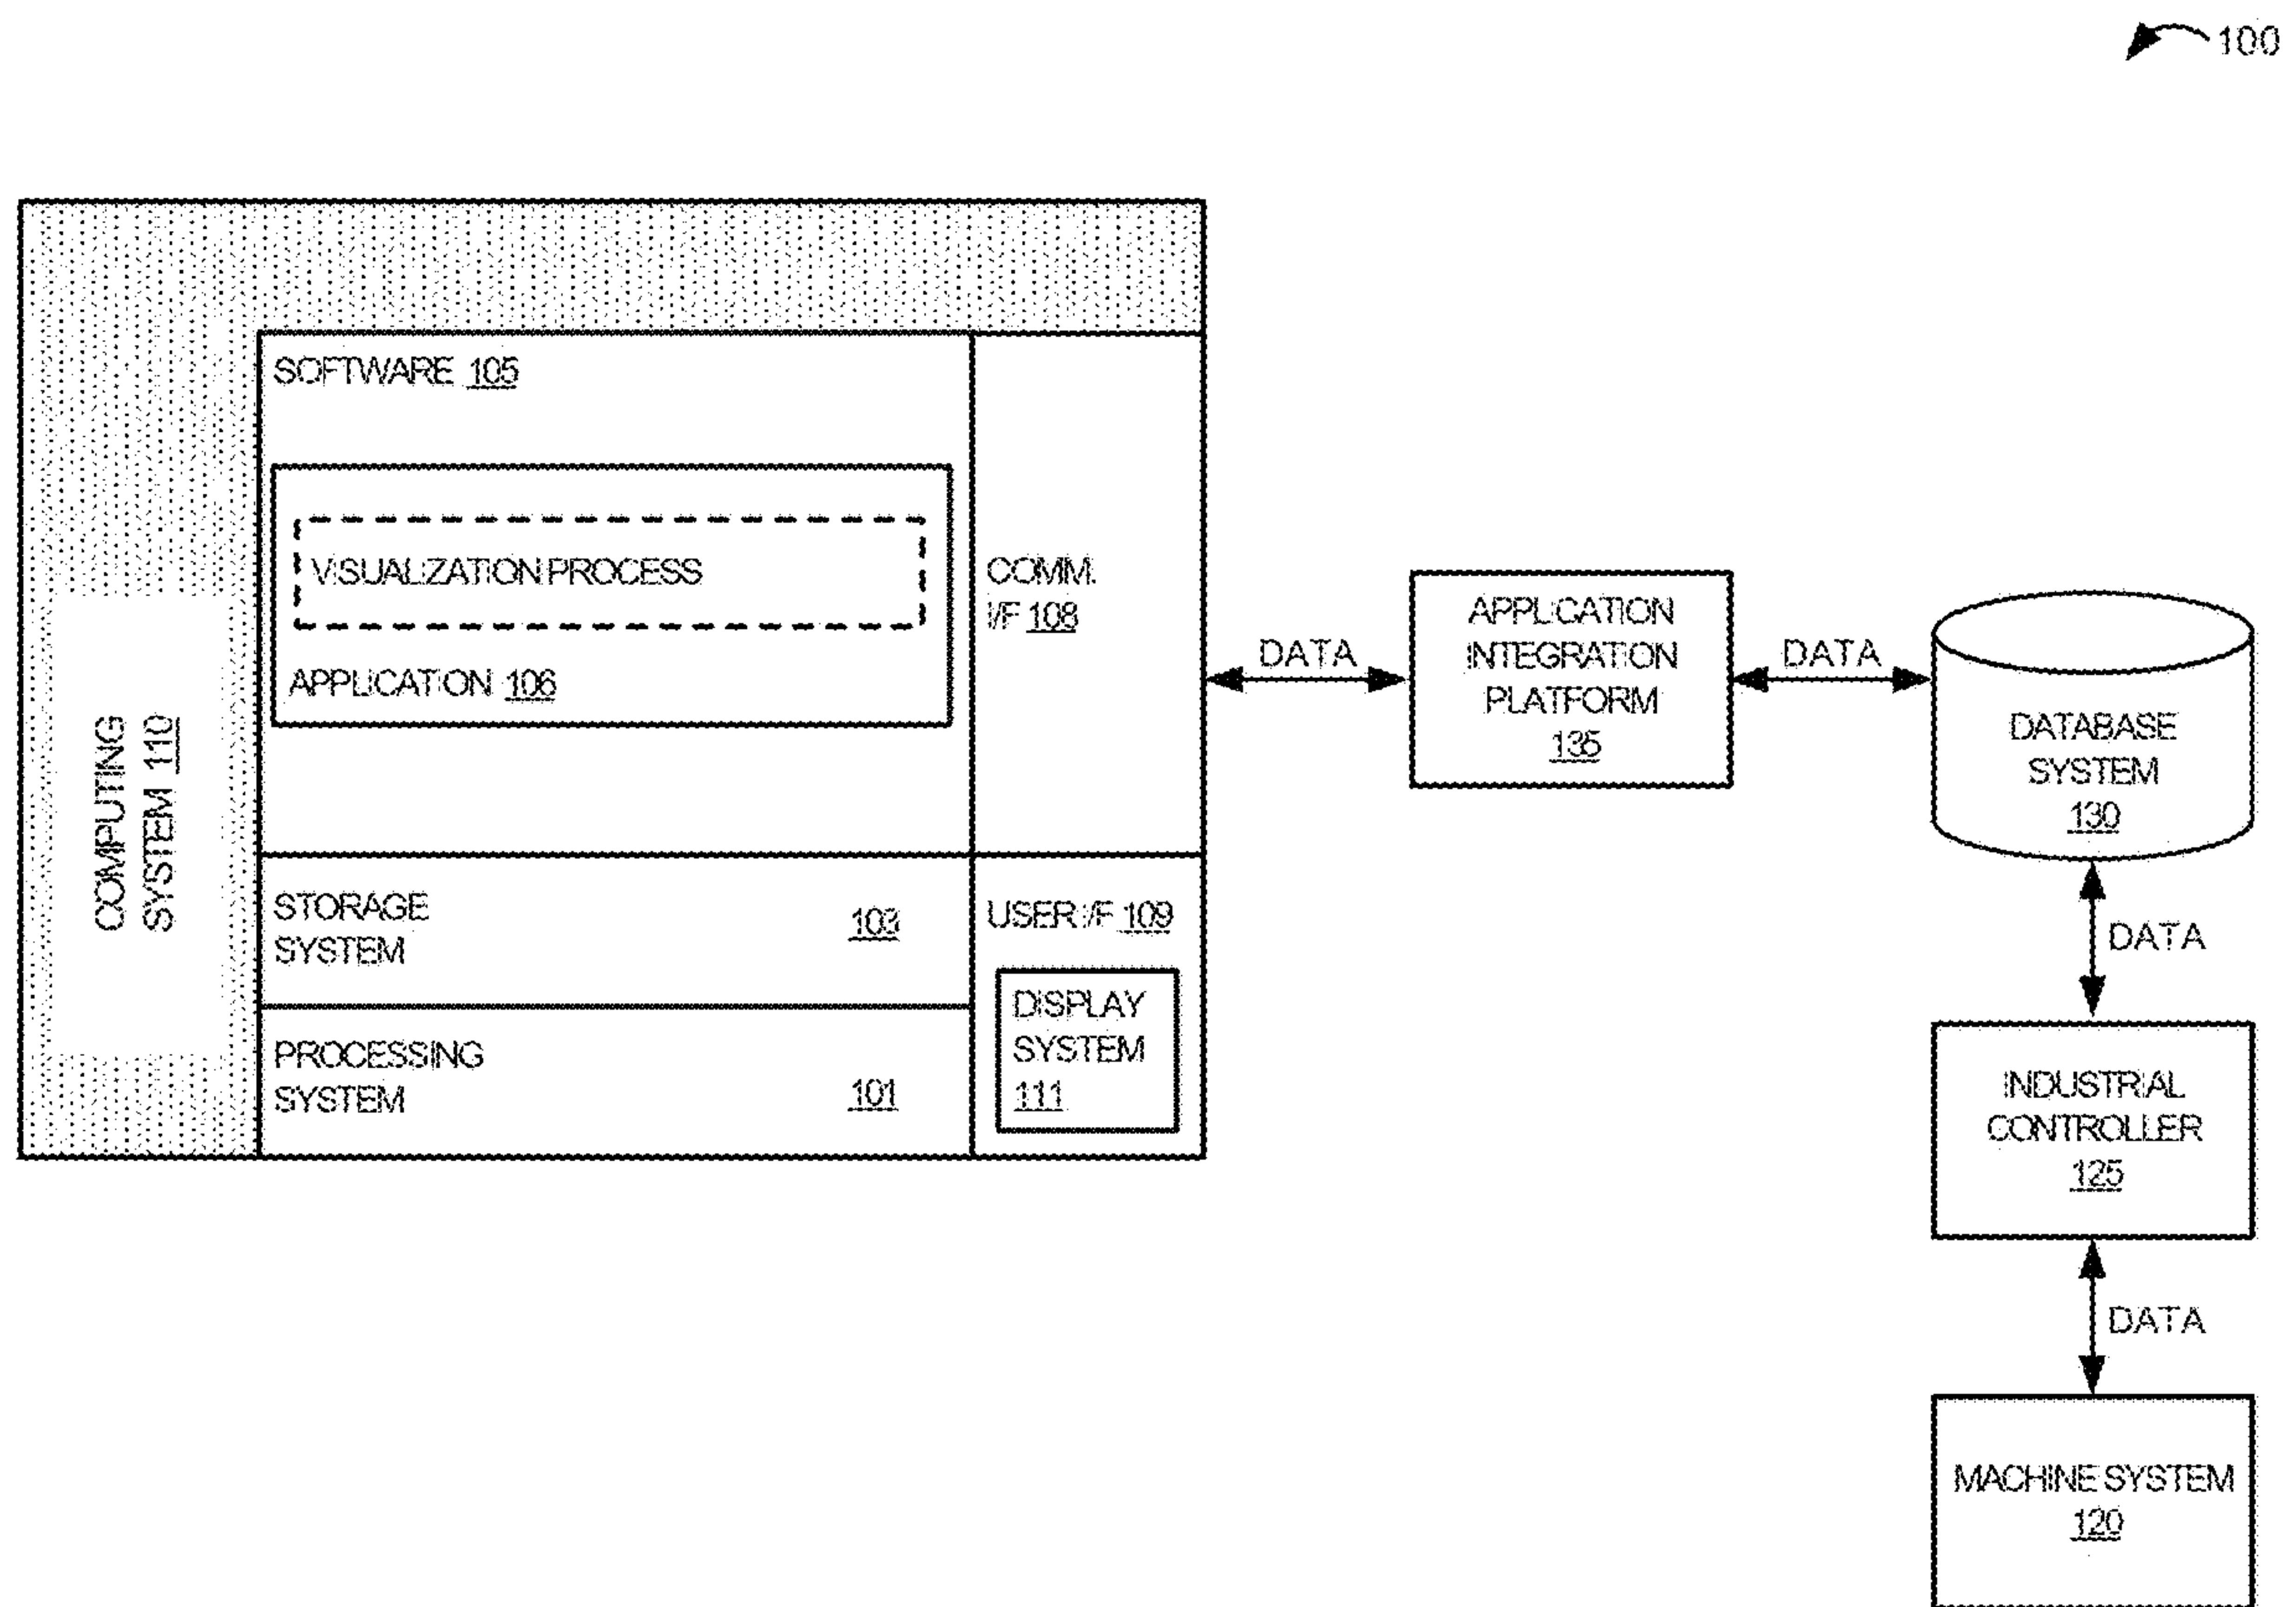 100
SOFTWARE 105
VISUALIZATION PROCESS
APPLICATION 106
COMPUTING
SYSTEM 110
STORAGE
SYSTEM
103
PROCESSING
SYSTEM
101
COMM.
I/F 108
USER I/F 109
DISPLAY
SYSTEM
111
DATA
APPLICATION
INTEGRATION
PLATFORM
135
DATA
DATABASE
SYSTEM
130
DATA
INDUSTRIAL
CONTROLLER
125
DATA
MACHINE SYSTEM
120